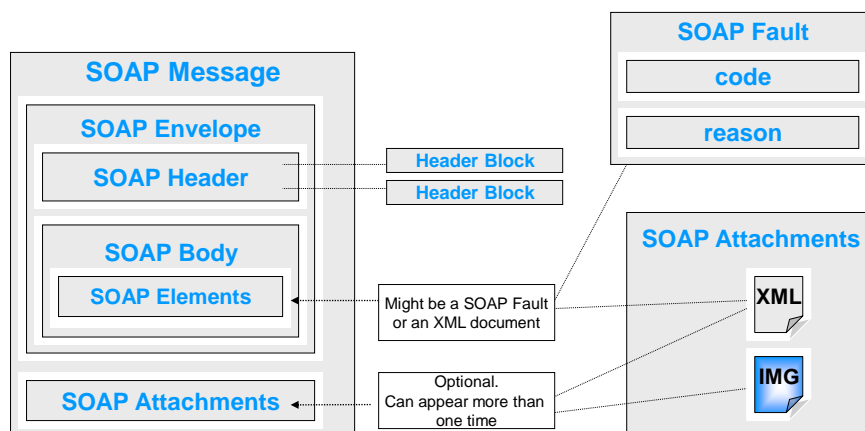 SOAP Message
SOAP Envelope
SOAP Header
SOAP Body
SOAP Elements
SOAP Attachments
Header Block
Header Block
Might be a SOAP Fault
or an XML document
Optional.
Can appear more than
one time
SOAP Fault
code
reason
SOAP Attachments
XML
IMG